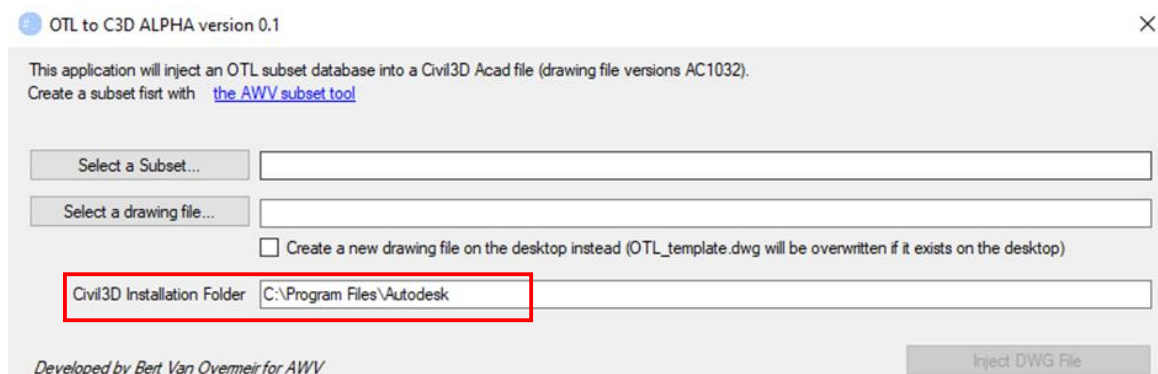 OTL to C3D ALPHA version 0.1
This application will inject an OTL subset database into a Civil3D Acad file (drawing file versions AC1032).
Create a subset fisrt with the AWV subset tool
Select a Subset...
Select a drawing file...
Create a new drawing file on the desktop instead (OTL_template.dwg will be overwritten if it exists on the desktop)
Civil3D Installation Folder C:\Program Files\Autodesk
Developed by Bert Van Overmeir for AWV
Inject DWG File